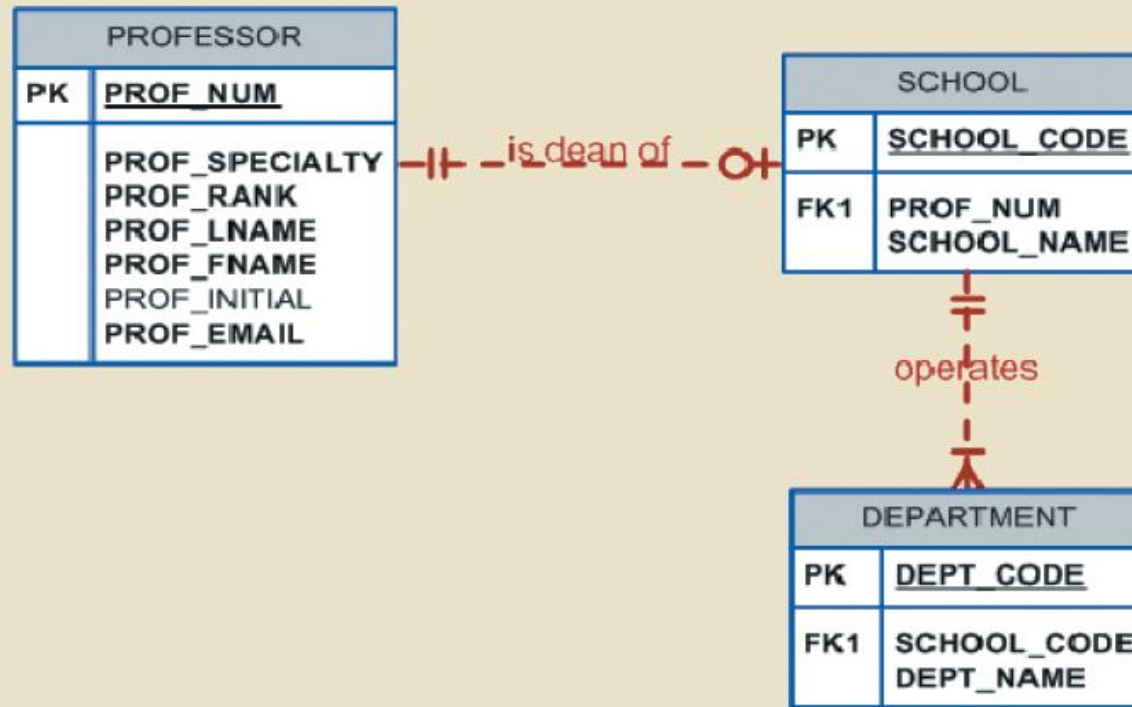 PROFESSOR
PK PROF_NUM
PROF_SPECIALTY
PROF_RANK
PROF_LNAME
PROF_FNAME
PROF_INITIAL
PROF_EMAIL
is dean of
SCHOOL
PK SCHOOL_CODE
FK1 PROF_NUM
SCHOOL_NAME
operates
DEPARTMENT
PK DEPT_CODE
FK1 SCHOOL_CODE
DEPT_NAME